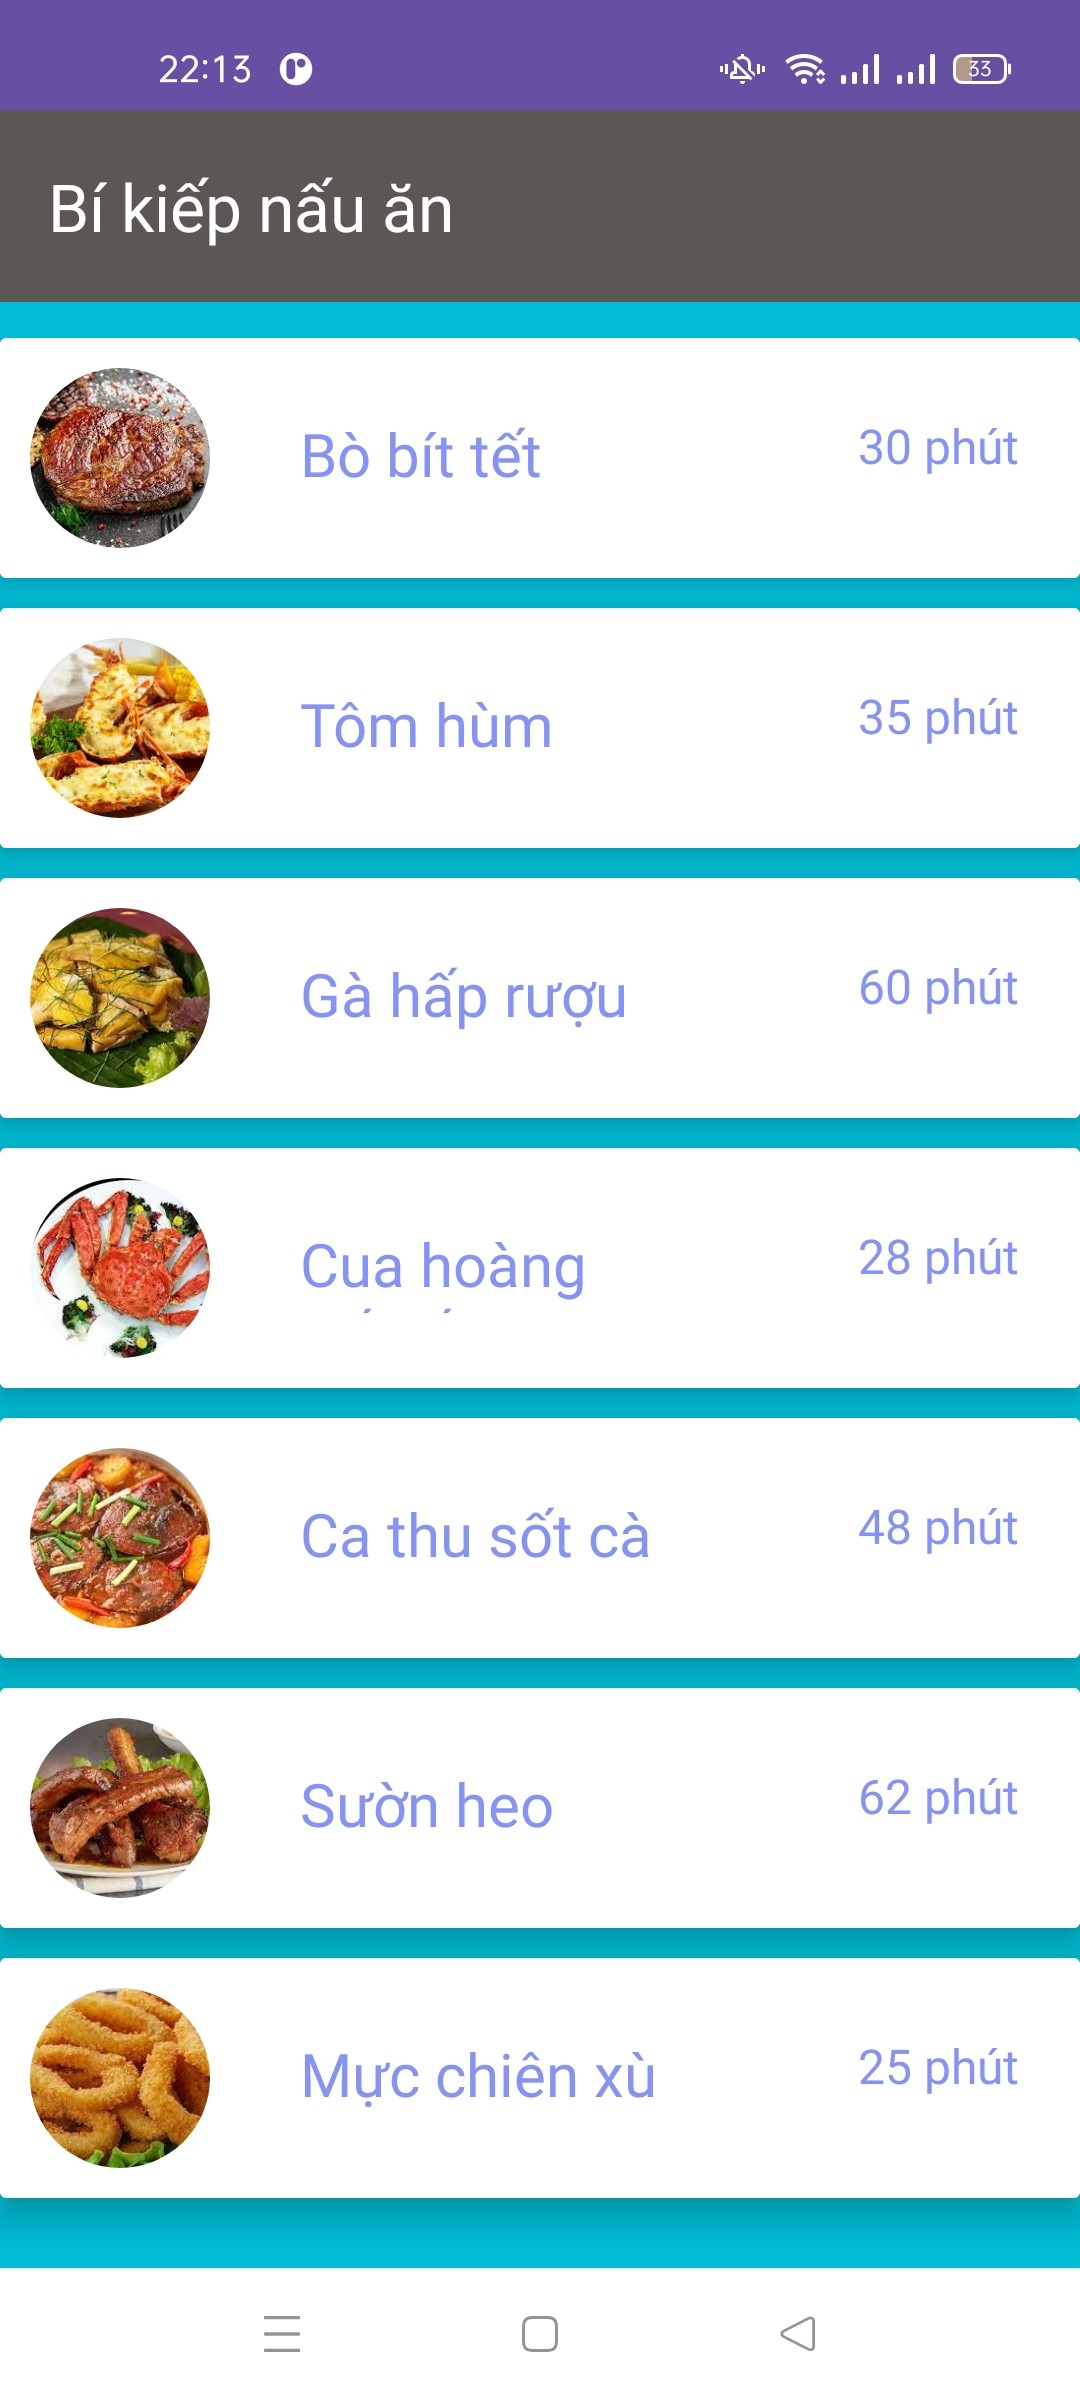 22:13
33
Bí kiếp nấu ăn
Bò bít tết
30 phút
Tôm hùm
35 phút
Gà hấp rượu
60 phút
Cua hoàng
28 phút
Ca thu sốt cà
48 phút
Sườn heo
62 phút
Mực chiên xù
25 phút